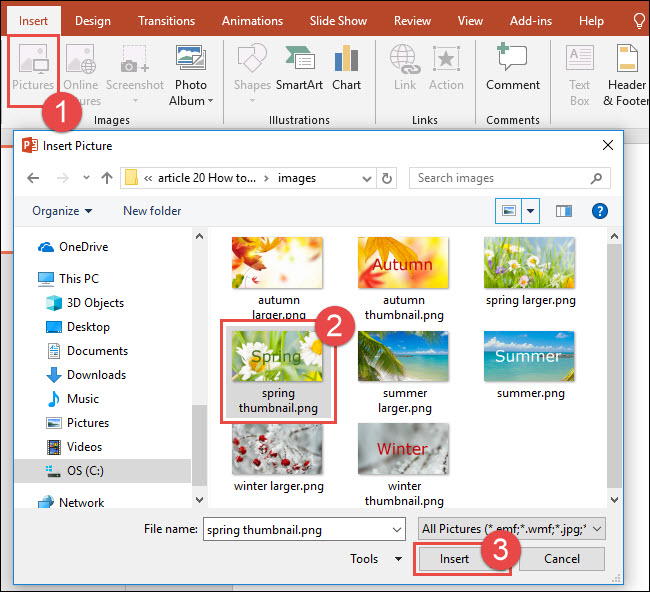 Insert Design Transitions Animations Slide Show Review View Add-ins Help
Pictures Online Pictures Screenshot Photo Album Shapes SmartArt Chart Link Action Comment Text Box Header & Footer
1
Images Illustrations Links Comments
Insert Picture
« article 20 How to... > images Search images
Organize New folder
OneDrive
This PC
3D Objects
Desktop
Documents
Downloads
Music
Pictures
Videos
OS (C:)
Network
autumn larger.png
Autumn
autumn thumbnail.png
spring larger.png
2
Spring
spring thumbnail.png
summer larger.png
Summer
summer.png
winter larger.png
Winter
winter thumbnail.png
File name: spring thumbnail.png All Pictures (*.emf;*.wmf;*.jpg;*
3
Tools Insert Cancel